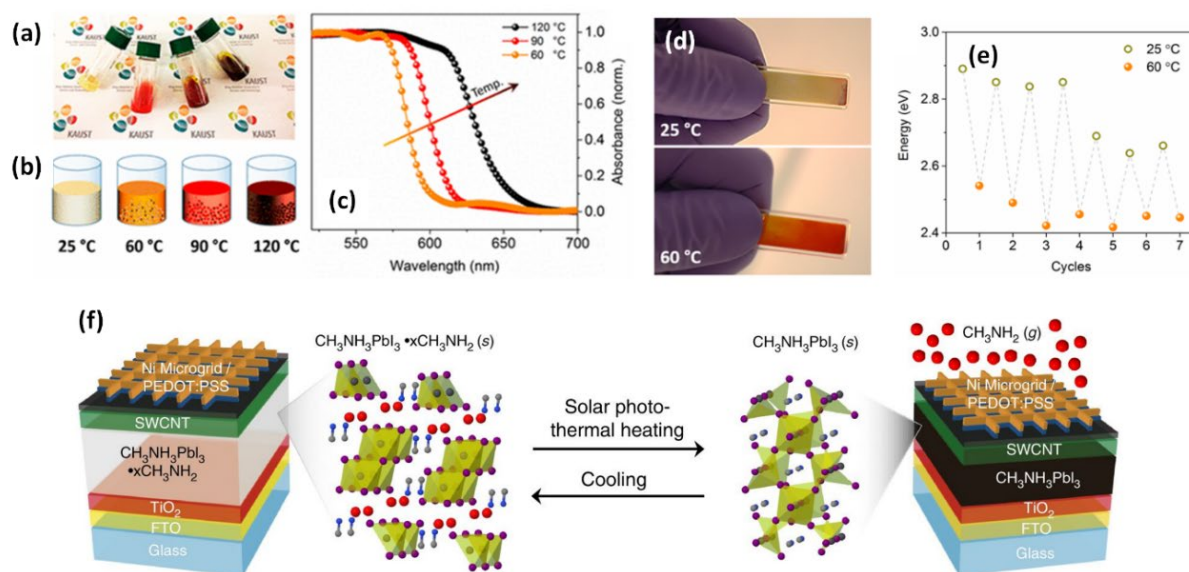 (a)
KAUST
KAUST
KAUST
KAUST
(b)
25 °C
60 °C
90 °C
120 °C
(c)
120 °C
90 °C
60 °C
Temp.
1.0
0.8
0.6
0.4
0.2
0.0
Absorbance (norm.)
550
600
650
700
Wavelength (nm)
(d)
25 °C
60 °C
(e)
25 °C
60 °C
3.0
2.8
2.6
2.4
Energy (eV)
1
2
3
4
5
6
7
Cycles
(f)
Ni Microgrid /
PEDOT:PSS
SWCNT
CH₃NH₃PbI₃
•xCH₃NH₂
TiO₂
FTO
Glass
CH₃NH₃PbI₃ •xCH₃NH₂ (s)
Solar photo-
thermal heating
Cooling
CH₃NH₃PbI₃ (s)
CH₃NH₂ (g)
Ni Microgrid /
PEDOT:PSS
SWCNT
CH₃NH₃PbI₃
TiO₂
FTO
Glass